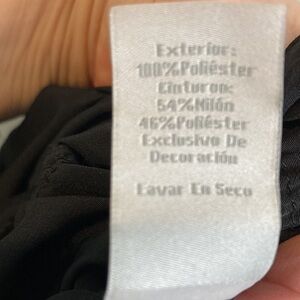 Exterior:
100%Poliéster
Cinturon:
54%Nilón
46%Poliéster
Exclusivo De
Decoración
Lavar En Seco